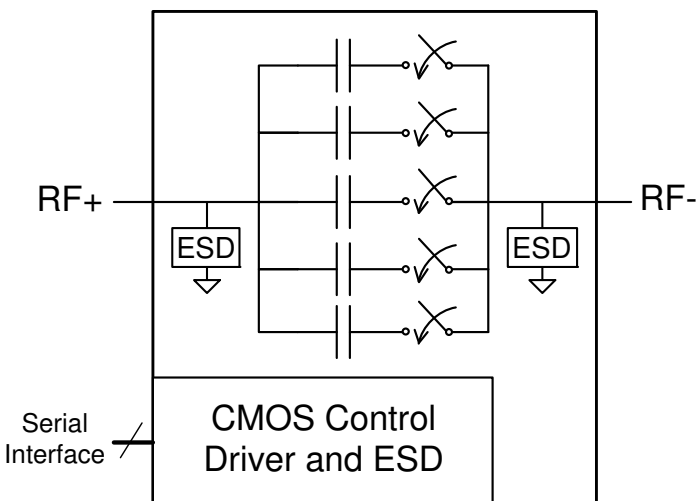 RF+
RF-
ESD
ESD
Serial
Interface
CMOS Control
Driver and ESD